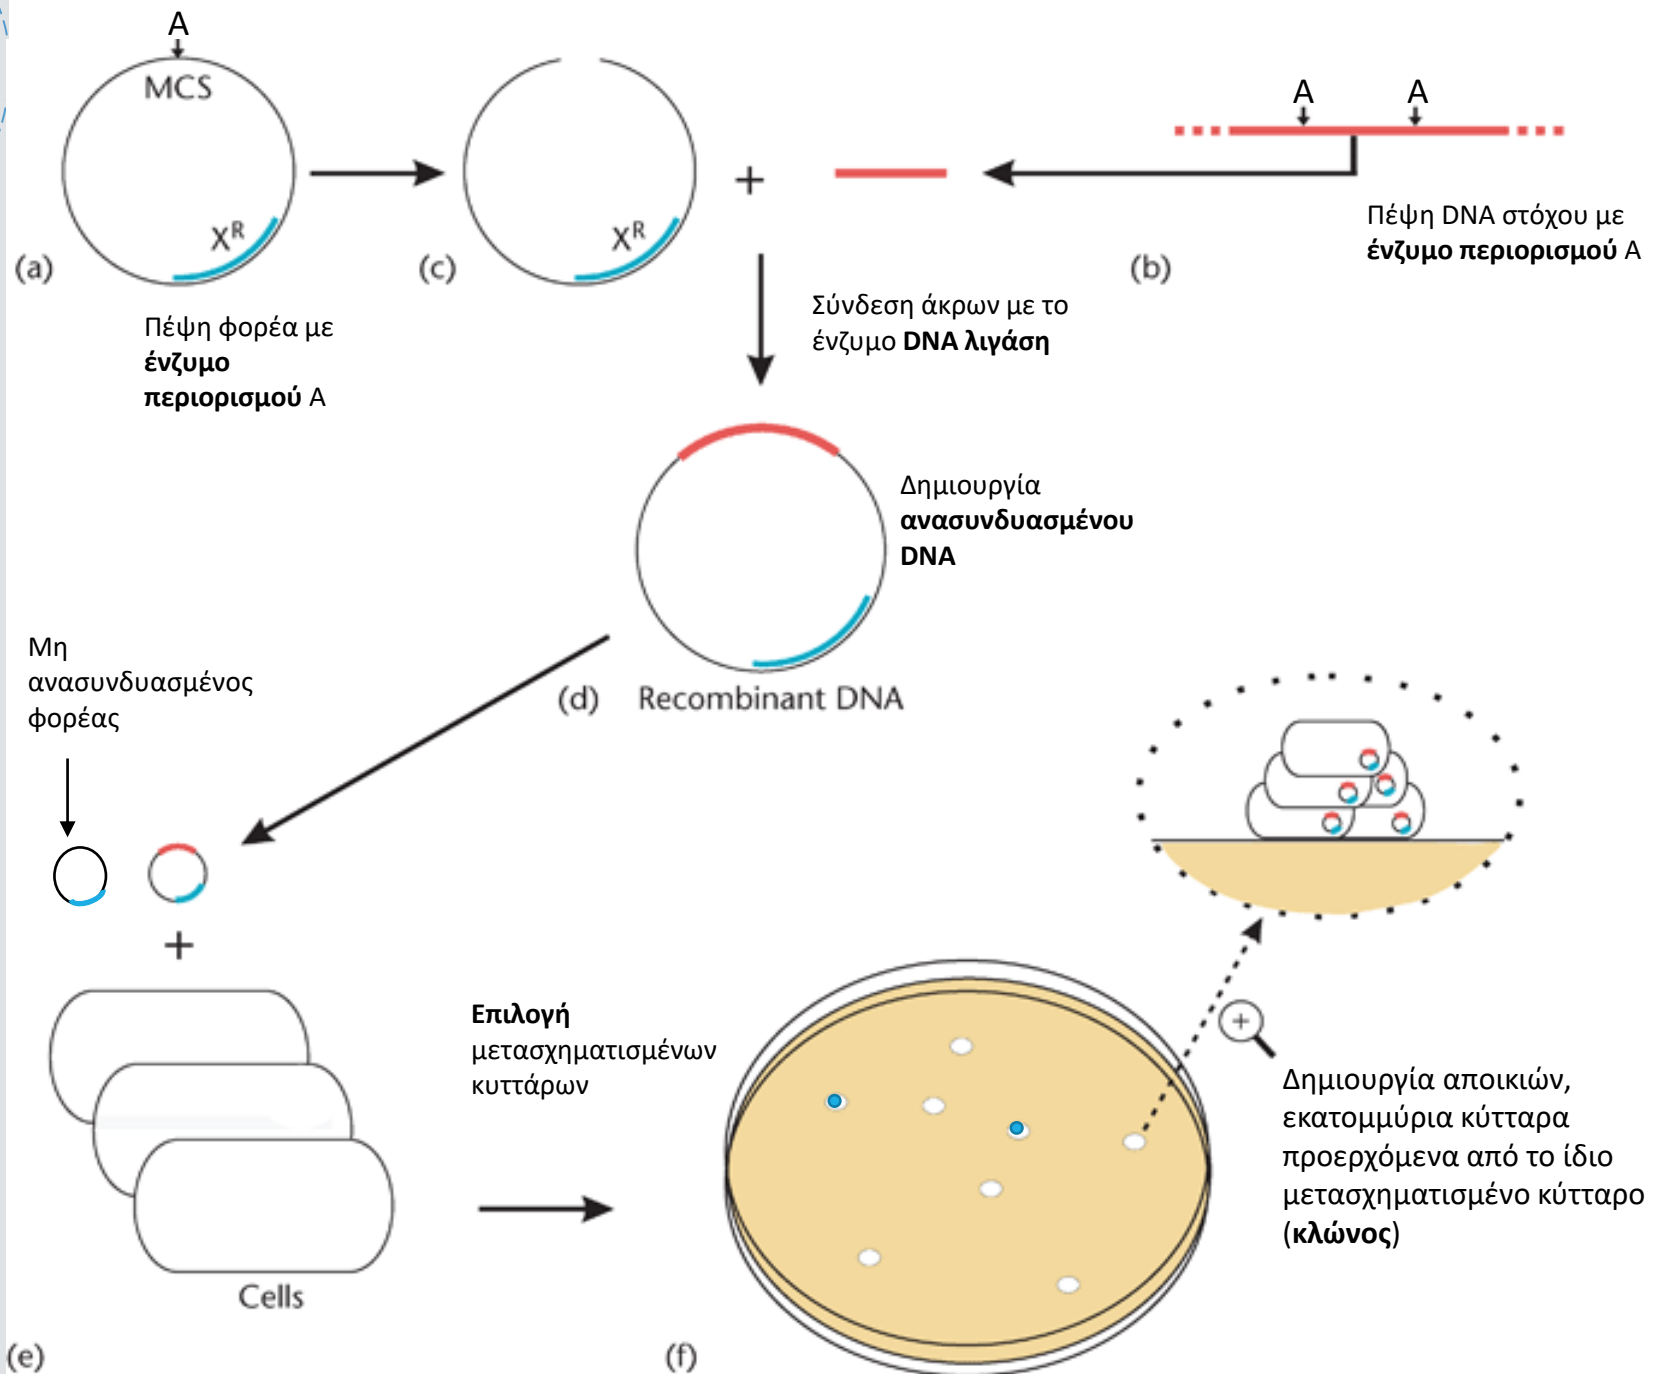 A
MCS
X^R
(a)
Πέψη φορέα με
ένζυμο
περιορισμού Α
X^R
(c)
+
A A
(b)
Πέψη DNA στόχου με
ένζυμο περιορισμού Α
Σύνδεση άκρων με το
ένζυμο DNA λιγάση
Δημιουργία
ανασυνδυασμένου
DNA
(d) Recombinant DNA
Μη
ανασυνδυασμένος
φορέας
+
Cells
(e)
Επιλογή
μετασχηματισμένων
κυττάρων
(f)
+
Δημιουργία αποικιών,
εκατομμύρια κύτταρα
προερχόμενα από το ίδιο
μετασχηματισμένο κύτταρο
(κλώνος)